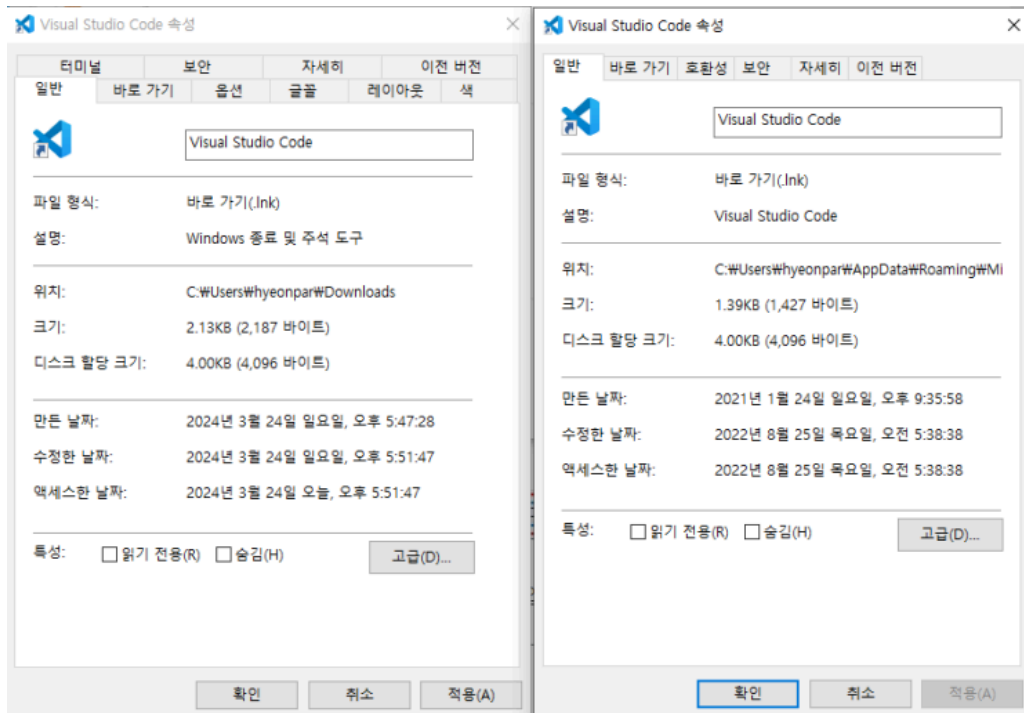 Visual Studio Code 속성
터미널 보안 자세히 이전 버전
일반 바로 가기 옵션 글꼴 레이아웃 색
Visual Studio Code
파일 형식: 바로 가기(.lnk)
설명: Windows 종료 및 주석 도구
위치: C:₩Users₩hyeonpar₩Downloads
크기: 2.13KB (2,187 바이트)
디스크 할당 크기: 4.00KB (4,096 바이트)
만든 날짜: 2024년 3월 24일 일요일, 오후 5:47:28
수정한 날짜: 2024년 3월 24일 일요일, 오후 5:51:47
액세스한 날짜: 2024년 3월 24일 오늘, 오후 5:51:47
특성: 읽기 전용(R) 숨김(H) 고급(D)...
확인 취소 적용(A)
Visual Studio Code 속성
일반 바로 가기 호환성 보안 자세히 이전 버전
Visual Studio Code
파일 형식: 바로 가기(.lnk)
설명: Visual Studio Code
위치: C:₩Users₩hyeonpar₩AppData₩Roaming₩Mi
크기: 1.39KB (1,427 바이트)
디스크 할당 크기: 4.00KB (4,096 바이트)
만든 날짜: 2021년 1월 24일 일요일, 오후 9:35:58
수정한 날짜: 2022년 8월 25일 목요일, 오전 5:38:38
액세스한 날짜: 2022년 8월 25일 목요일, 오전 5:38:38
특성: 읽기 전용(R) 숨김(H) 고급(D)...
확인 취소 적용(A)